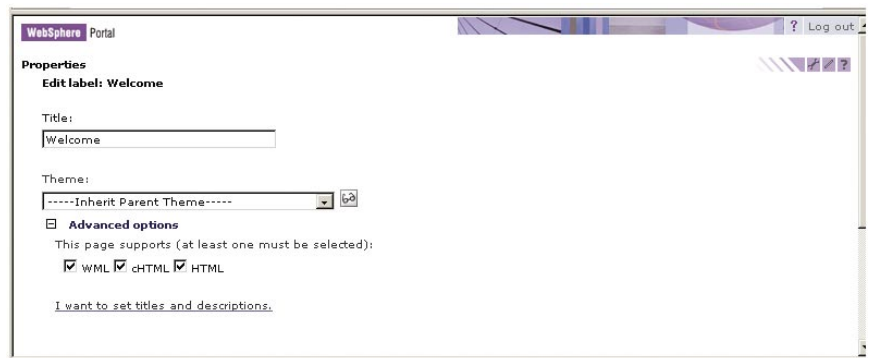 WebSphere Portal
? Log out
Properties
?
Edit label: Welcome
Title:
Welcome
Theme:
-----Inherit Parent Theme-----
Advanced options
This page supports (at least one must be selected):
WML cHTML HTML
I want to set titles and descriptions.